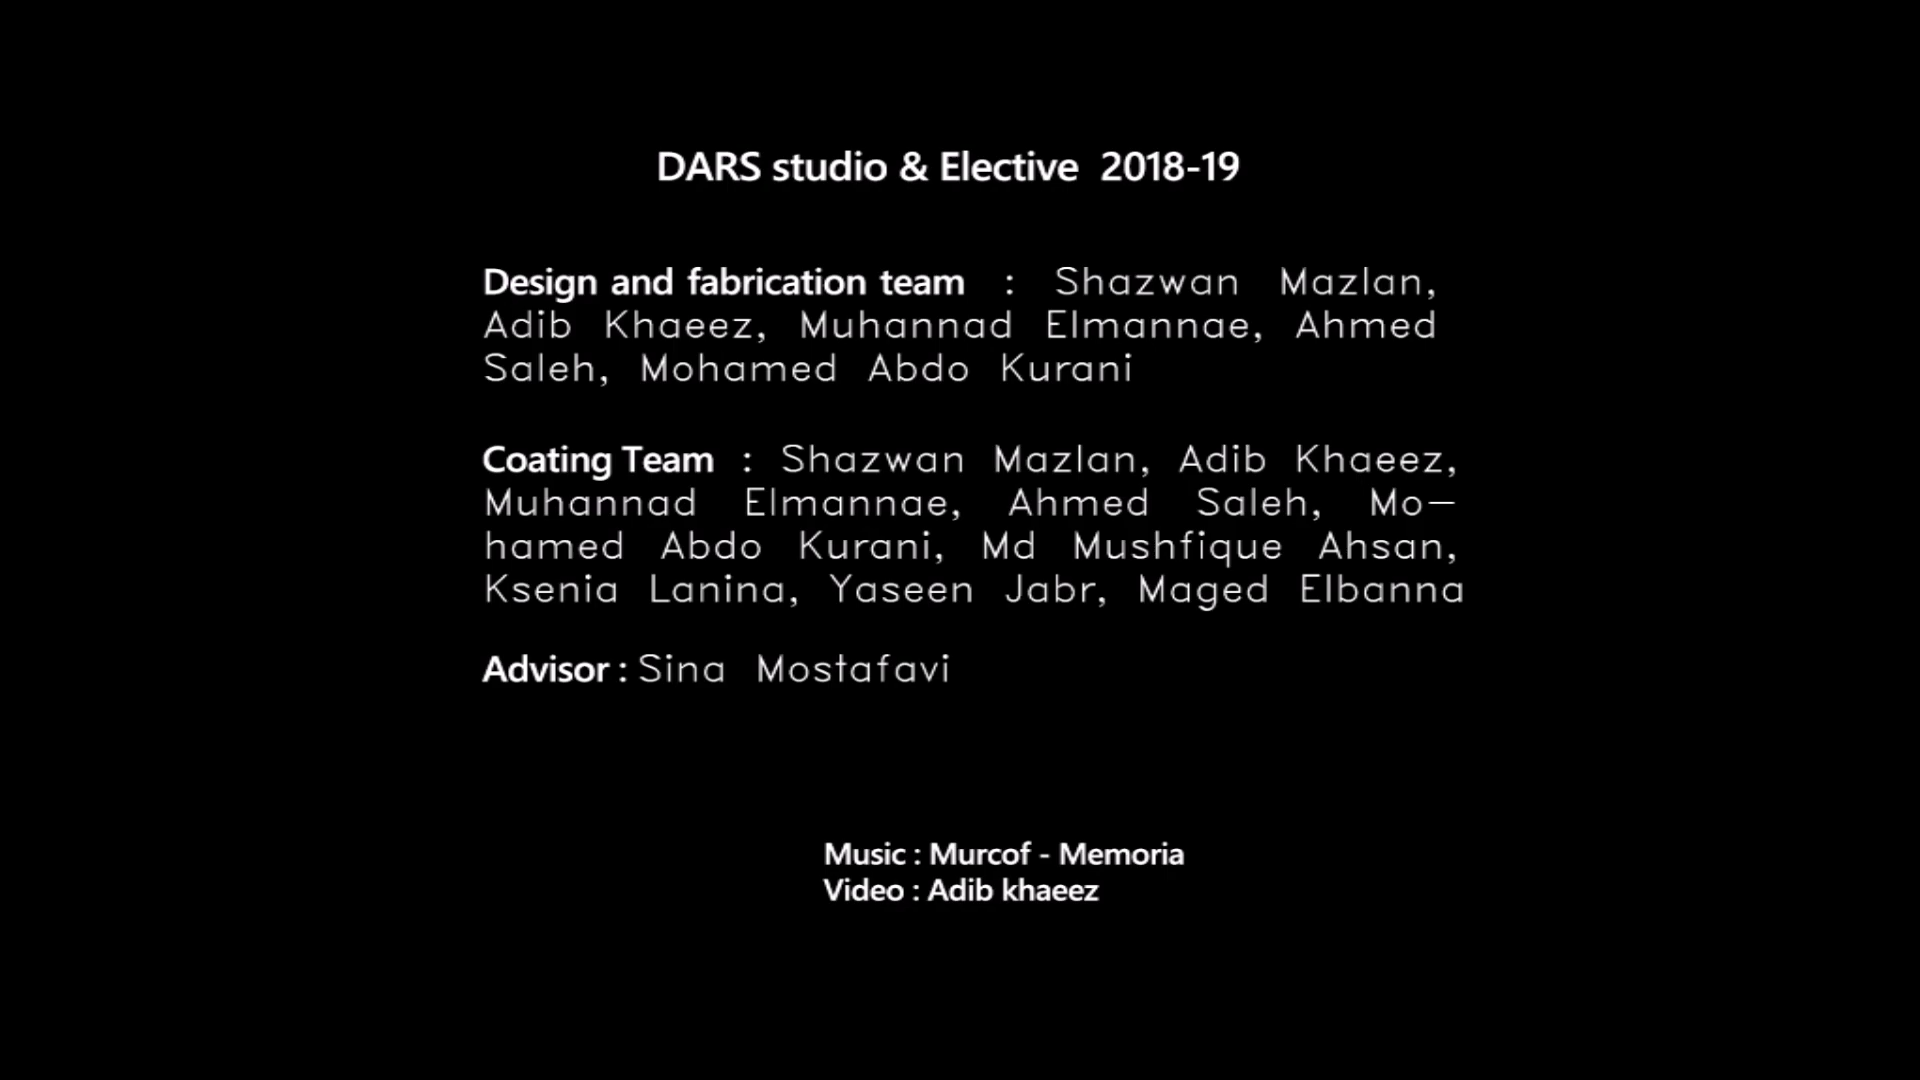 DARS studio & Elective 2018-19
Design and fabrication team : Shazwan Mazlan,
Adib Khaeez, Muhannad Elmannae, Ahmed
Saleh, Mohamed Abdo Kurani
Coating Team : Shazwan Mazlan, Adib Khaeez,
Muhannad Elmannae, Ahmed Saleh, Mo-
hamed Abdo Kurani, Md Mushfique Ahsan,
Ksenia Lanina, Yaseen Jabr, Maged Elbanna
Advisor : Sina Mostafavi
Music : Murcof - Memoria
Video : Adib khaeez